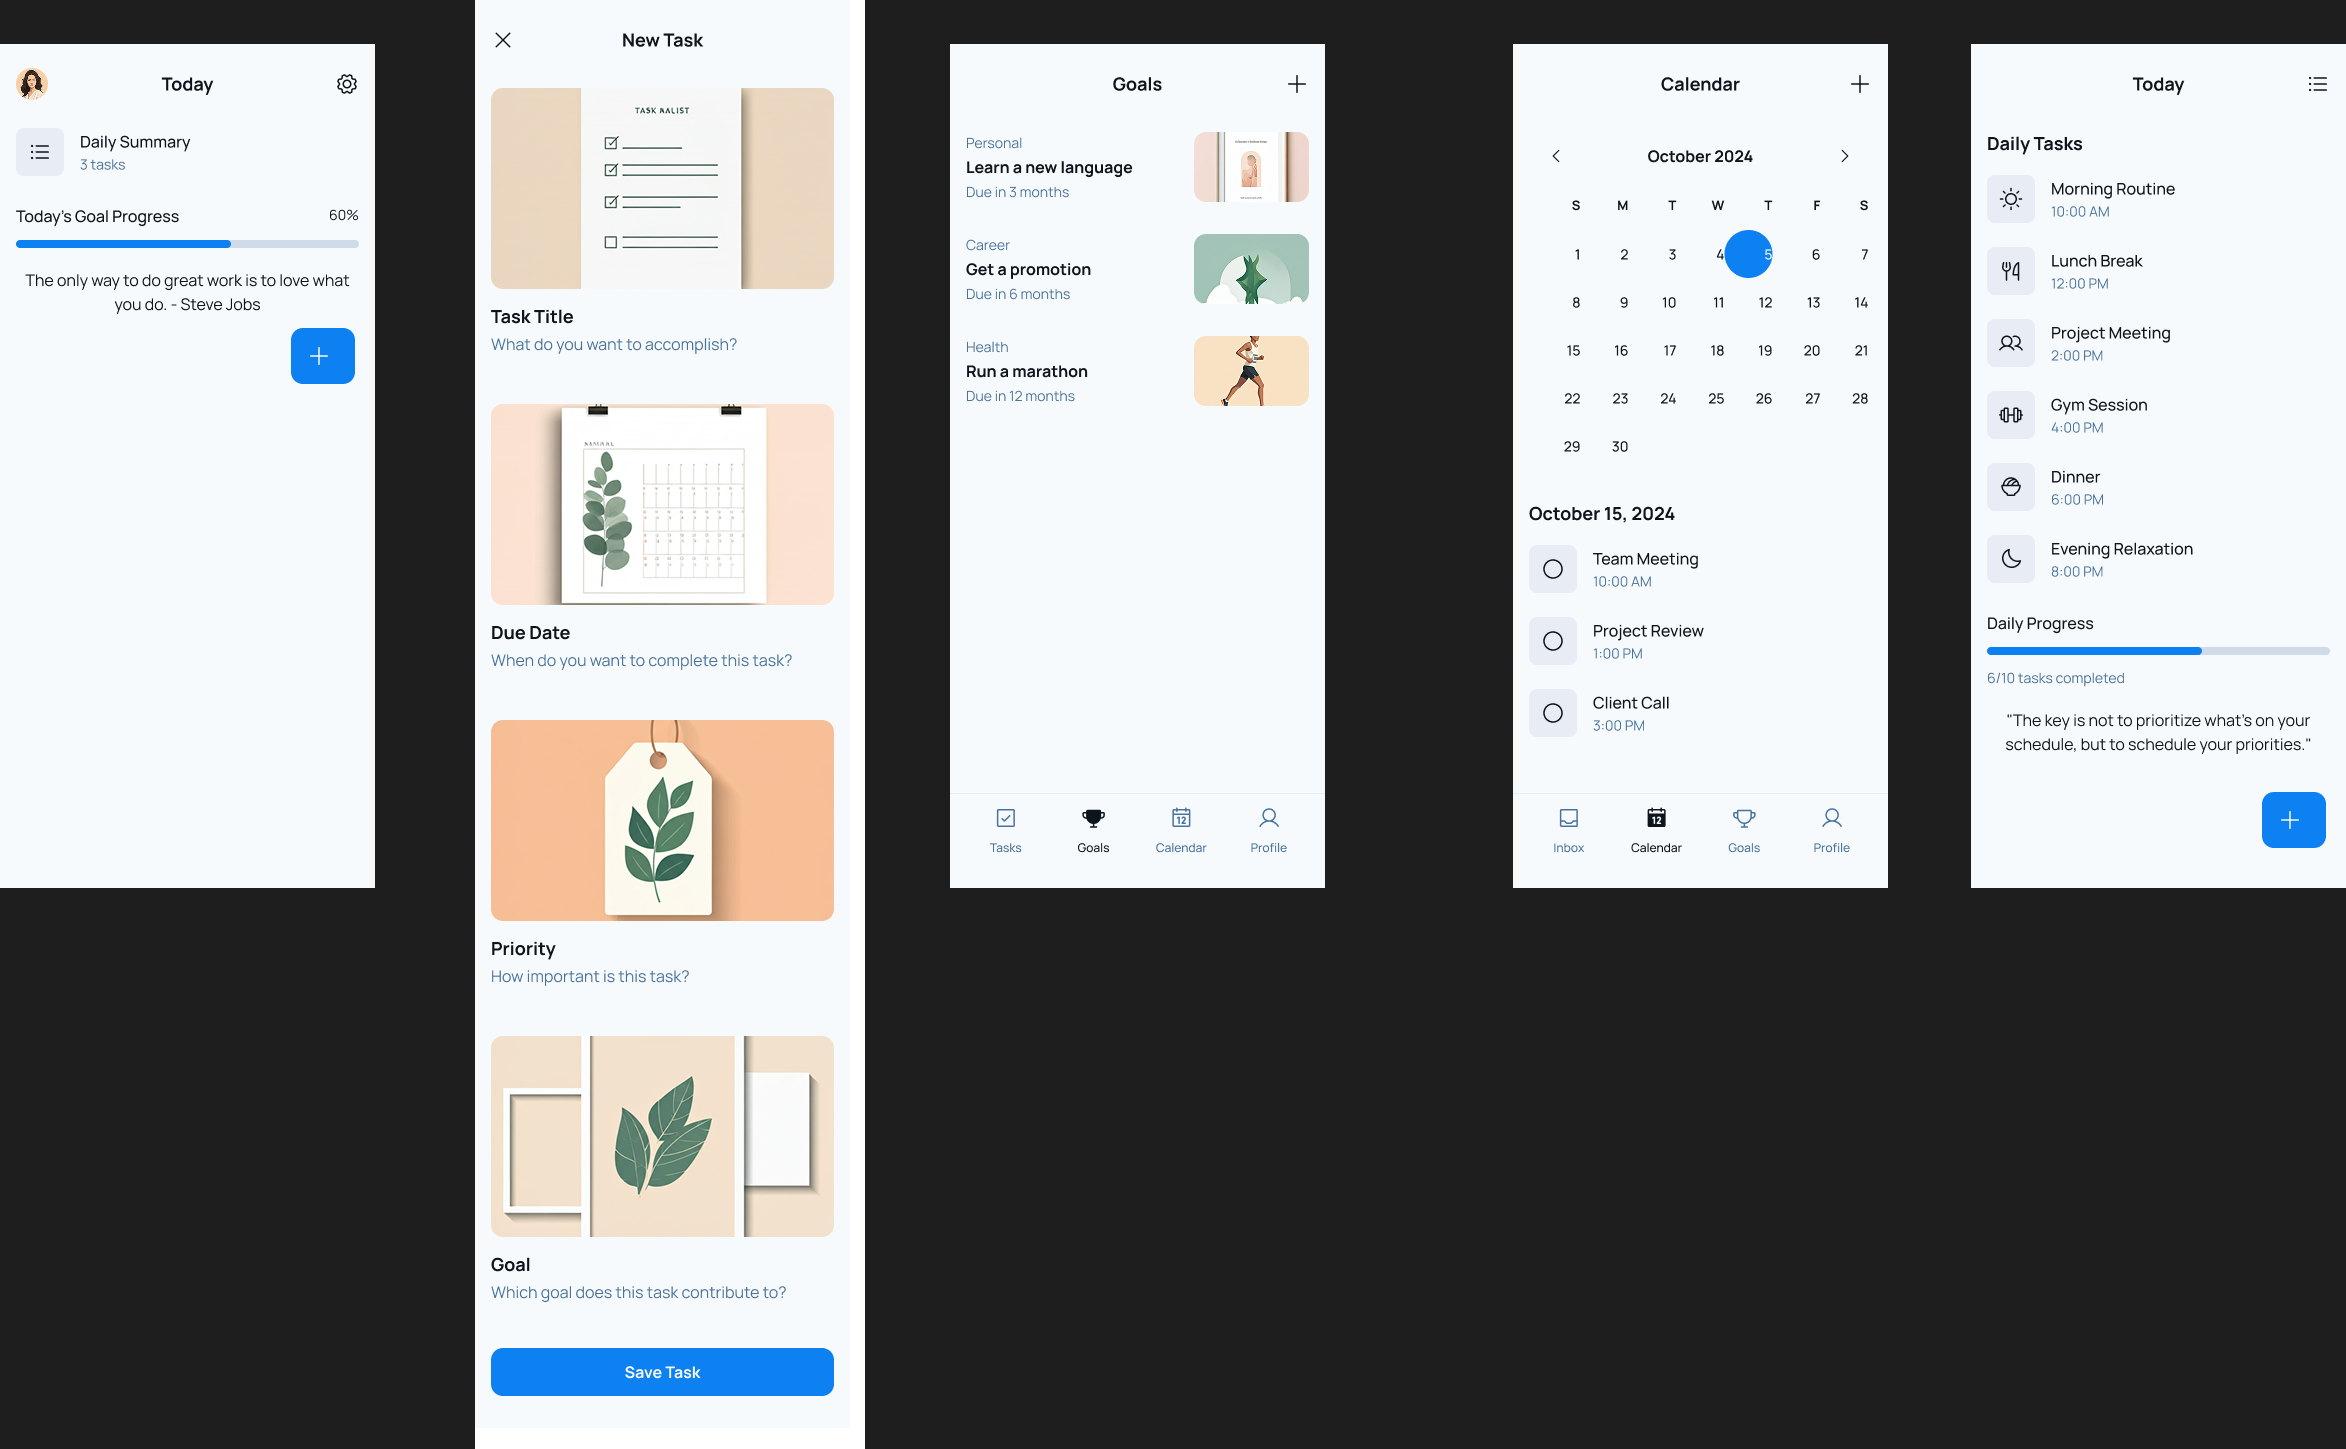 Today
Daily Summary
3 tasks
Today's Goal Progress
60%
The only way to do great work is to love what
you do. - Steve Jobs
New Task
TASK
Task Title
What do you want to accomplish?
Due Date
When do you want to complete this task?
Priority
How important is this task?
Goal
Which goal does this task contribute to?
Save Task
Goals
Personal
Learn a new language
Due in 3 months
Career
Get a promotion
Due in 6 months
Health
Run a marathon
Due in 12 months
12
Tasks Goals Calendar Profile
Calendar
October 2024
S M T W T F S
1 2 3 4 5 6 7
8 9 10 11 12 13 14
15 16 17 18 19 20 21
22 23 24 25 26 27 28
29 30
October 15, 2024
Team Meeting
10:00 AM
Project Review
1:00 PM
Client Call
3:00 PM
12
Inbox Calendar Goals Profile
Today
Daily Tasks
Morning Routine
10:00 AM
Lunch Break
12:00 PM
Project Meeting
2:00 PM
Gym Session
4:00 PM
Dinner
6:00 PM
Evening Relaxation
8:00 PM
Daily Progress
6/10 tasks completed
"The key is not to prioritize what's on your
schedule, but to schedule your priorities."